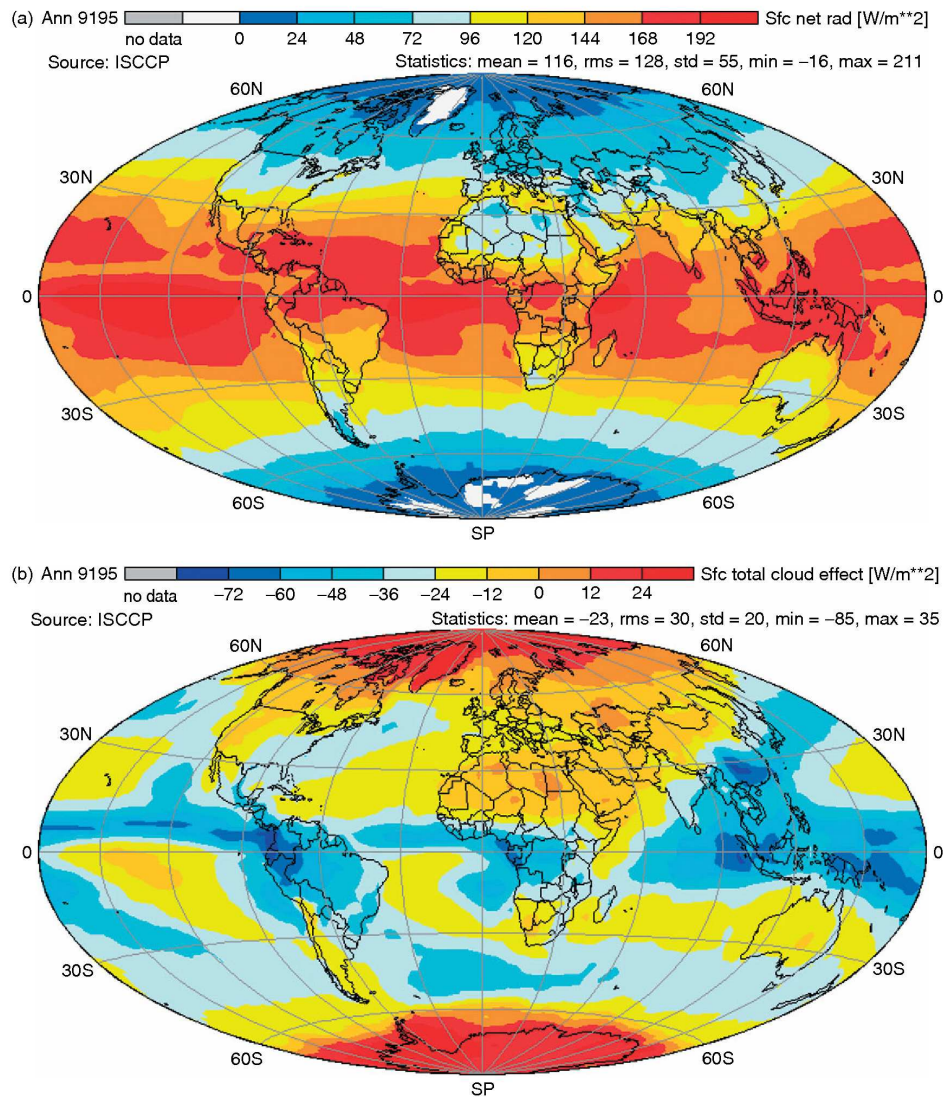 (a) Ann 9195 Sfc net rad [W/m**2]
no data 0 24 48 72 96 120 144 168 192
Source: ISCCP Statistics: mean = 116, rms = 128, std = 55, min = −16, max = 211
60N 60N
30N 30N
0 0
30S 30S
60S 60S
SP
(b) Ann 9195 Sfc total cloud effect [W/m**2]
no data −72 −60 −48 −36 −24 −12 0 12 24
Source: ISCCP Statistics: mean = −23, rms = 30, std = 20, min = −85, max = 35
60N 60N
30N 30N
0 0
30S 30S
60S 60S
SP